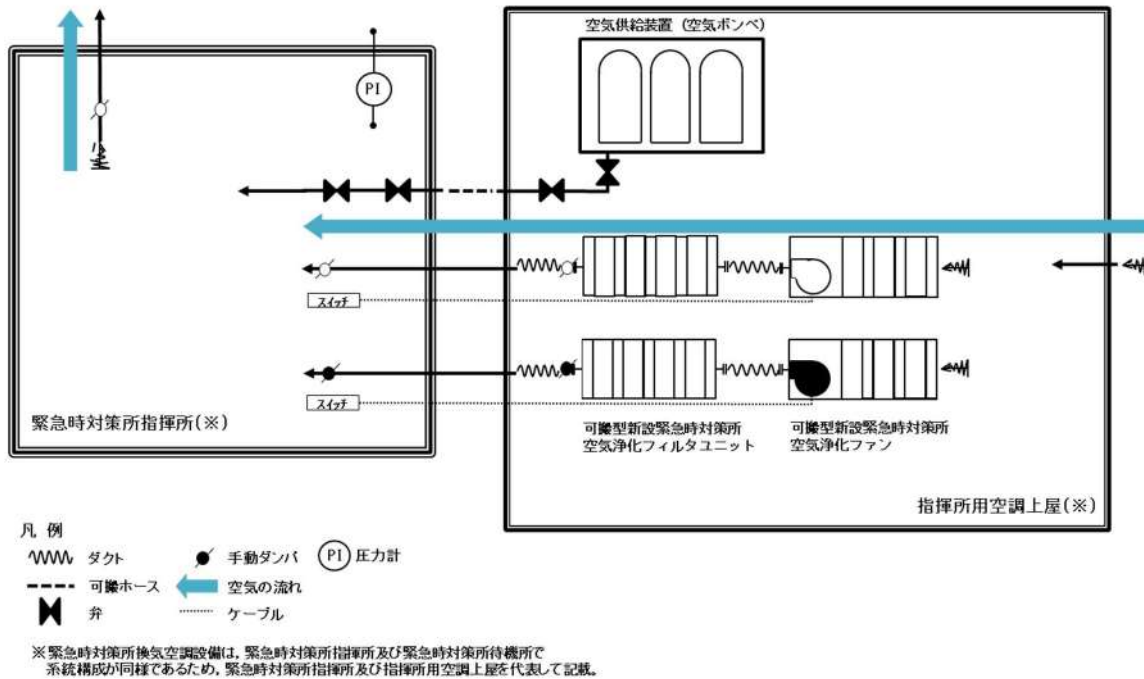 空気供給装置（空気ボンベ）
PI
スイッチ
スイッチ
緊急時対策所指揮所(※)
可搬型新設緊急時対策所
空気浄化フィルタユニット
可搬型新設緊急時対策所
空気浄化ファン
指揮所用空調上屋(※)
凡 例
ダクト
手動ダンパ
PI 圧力計
可搬ホース
空気の流れ
弁
ケーブル
※緊急時対策所換気空調設備は，緊急時対策所指揮所及び緊急時対策所待機所で
系統構成が同様であるため，緊急時対策所指揮所及び指揮所用空調上屋を代表して記載。